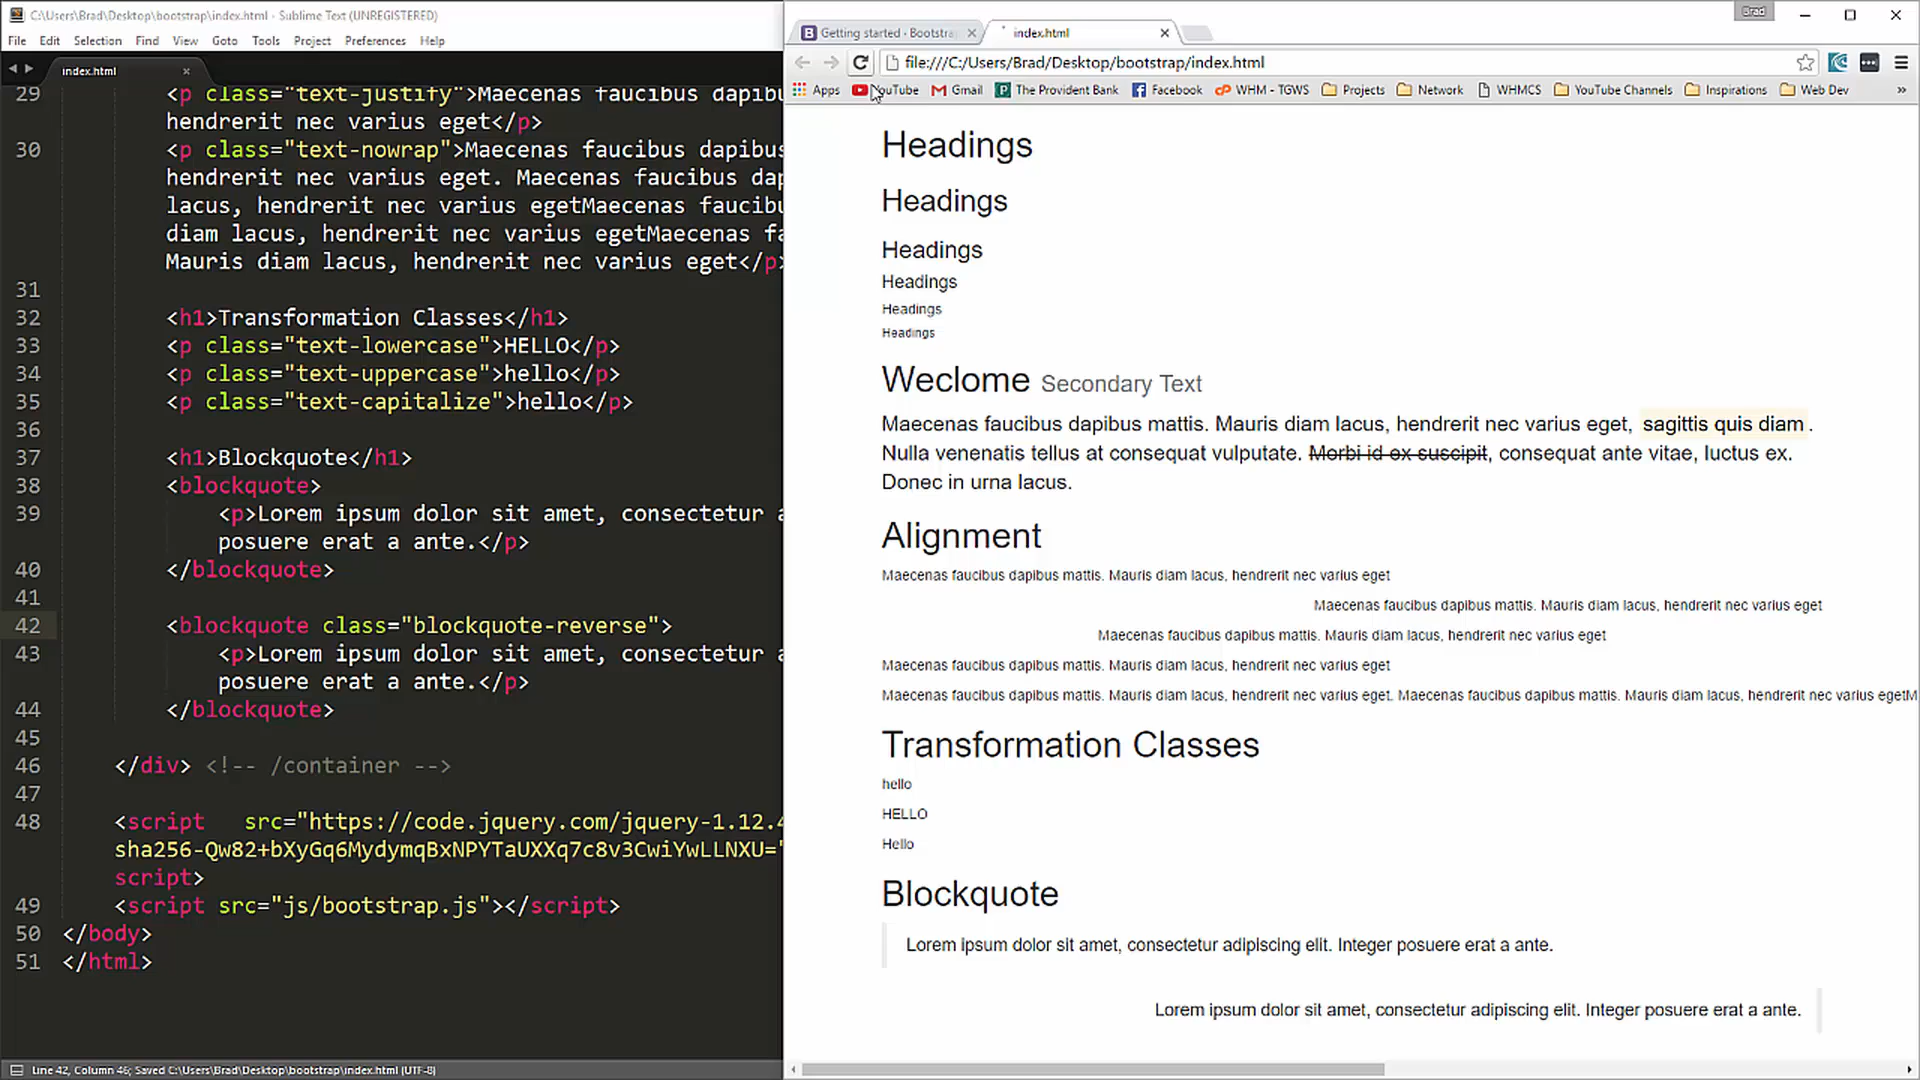 C:\Users\Brad\Desktop\bootstrap\index.html - Sublime Text (UNREGISTERED)
File Edit Selection Find View Goto Tools Project Preferences Help
index.html
29 <p class="text-justify">Maecenas faucibus dapibu
hendrerit nec varius eget</p>
30 <p class="text-nowrap">Maecenas faucibus dapibus
hendrerit nec varius eget. Maecenas faucibus dap
lacus, hendrerit nec varius egetMaecenas faucibu
diam lacus, hendrerit nec varius egetMaecenas fa
Mauris diam lacus, hendrerit nec varius eget</p>
31
32 <h1>Transformation Classes</h1>
33 <p class="text-lowercase">HELLO</p>
34 <p class="text-uppercase">hello</p>
35 <p class="text-capitalize">hello</p>
36
37 <h1>Blockquote</h1>
38 <blockquote>
39 <p>Lorem ipsum dolor sit amet, consectetur a
posuere erat a ante.</p>
40 </blockquote>
41
42 <blockquote class="blockquote-reverse">
43 <p>Lorem ipsum dolor sit amet, consectetur a
posuere erat a ante.</p>
44 </blockquote>
45
46 </div> <!-- /container -->
47
48 <script src="https://code.jquery.com/jquery-1.12.4
sha256-Qw82+bXyGq6MydymqBxNPYTaUXXq7c8v3CwiYwLLNXU="
script>
49 <script src="js/bootstrap.js"></script>
50 </body>
51 </html>
Line 42, Column 46; Saved C:\Users\Brad\Desktop\bootstrap\index.html (UTF-8)
Brad
Getting started · Bootstrap
index.html
file:///C:/Users/Brad/Desktop/bootstrap/index.html
Apps YouTube Gmail The Provident Bank Facebook WHM - TGWS Projects Network WHMCS YouTube Channels Inspirations Web Dev »
Headings
Headings
Headings
Headings
Headings
Headings
Weclome Secondary Text
Maecenas faucibus dapibus mattis. Mauris diam lacus, hendrerit nec varius eget, sagittis quis diam .
Nulla venenatis tellus at consequat vulputate. Morbi id ex suscipit, consequat ante vitae, luctus ex.
Donec in urna lacus.
Alignment
Maecenas faucibus dapibus mattis. Mauris diam lacus, hendrerit nec varius eget
Maecenas faucibus dapibus mattis. Mauris diam lacus, hendrerit nec varius eget
Maecenas faucibus dapibus mattis. Mauris diam lacus, hendrerit nec varius eget
Maecenas faucibus dapibus mattis. Mauris diam lacus, hendrerit nec varius eget
Maecenas faucibus dapibus mattis. Mauris diam lacus, hendrerit nec varius eget. Maecenas faucibus dapibus mattis. Mauris diam lacus, hendrerit nec varius egetM
Transformation Classes
hello
HELLO
Hello
Blockquote
Lorem ipsum dolor sit amet, consectetur adipiscing elit. Integer posuere erat a ante.
Lorem ipsum dolor sit amet, consectetur adipiscing elit. Integer posuere erat a ante.